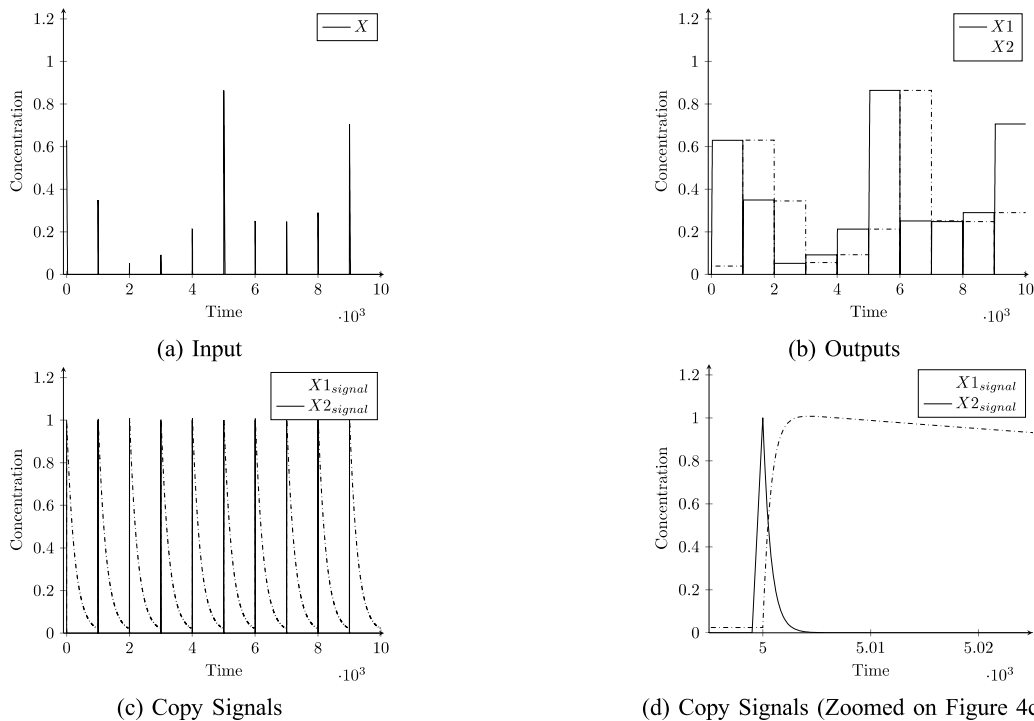 1.2
1
0.8
0.6
0.4
0.2
0
Concentration
X
0 2 4 6 8 10
Time
·10³
(a) Input
1.2
1
0.8
0.6
0.4
0.2
0
Concentration
X1
X2
0 2 4 6 8 10
Time
·10³
(b) Outputs
1.2
1
0.8
0.6
0.4
0.2
0
Concentration
X1signal
X2signal
0 2 4 6 8 10
Time
·10³
(c) Copy Signals
1.2
1
0.8
0.6
0.4
0.2
0
Concentration
X1signal
X2signal
5 5.01 5.02
Time
·10³
(d) Copy Signals (Zoomed on Figure 4c